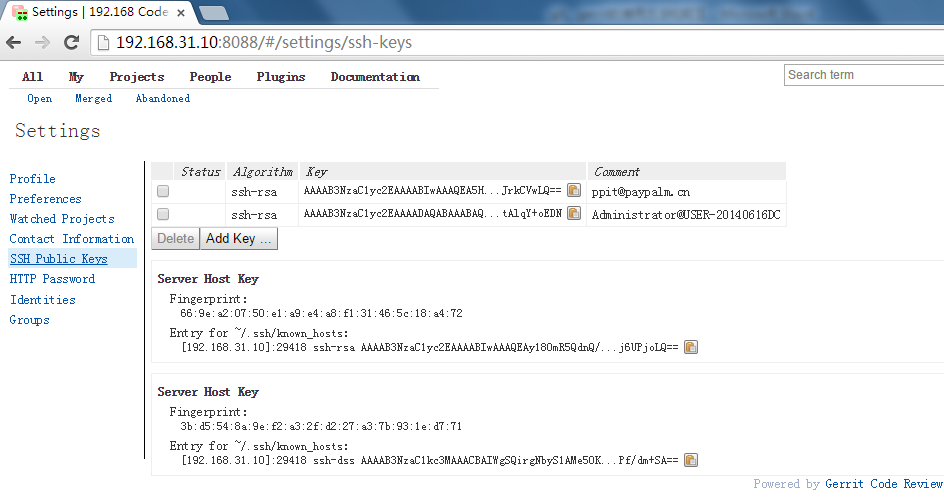 Settings | 192.168 Code
192.168.31.10:8088/#/settings/ssh-keys
All My Projects People Plugins Documentation
Search term
Open Merged Abandoned
Settings
Profile
Preferences
Watched Projects
Contact Information
SSH Public Keys
HTTP Password
Identities
Groups
Status Algorithm Key Comment
ssh-rsa AAAAB3NzaC1yc2EAAAABIwAAAQEA5H...JrkCVwLQ== ppit@paypalm.cn
ssh-rsa AAAAB3NzaC1yc2EAAAADAQABAAABAQ...tAlqY+oEDN Administrator@USER-20140616DC
Delete Add Key ...
Server Host Key
Fingerprint:
66:9e:a2:07:50:e1:a9:e4:a8:f1:31:46:5c:18:a4:72
Entry for ~/.ssh/known_hosts:
[192.168.31.10]:29418 ssh-rsa AAAAB3NzaC1yc2EAAAABIwAAAQEAy18OmR5QdnQ/...j6UPjoLQ==
Server Host Key
Fingerprint:
3b:d5:54:8a:9e:f2:a3:2f:d2:27:a3:7b:93:1e:d7:71
Entry for ~/.ssh/known_hosts:
[192.168.31.10]:29418 ssh-dss AAAAB3NzaC1kc3MAAACBAIWgSQirgNbyS1AMe5OK...Pf/dm+SA==
Powered by Gerrit Code Review